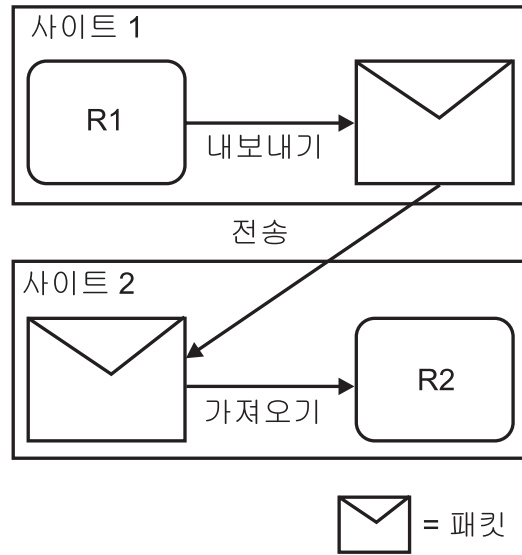 사이트 1
R1
내보내기
전송
사이트 2
가져오기
R2
= 패킷